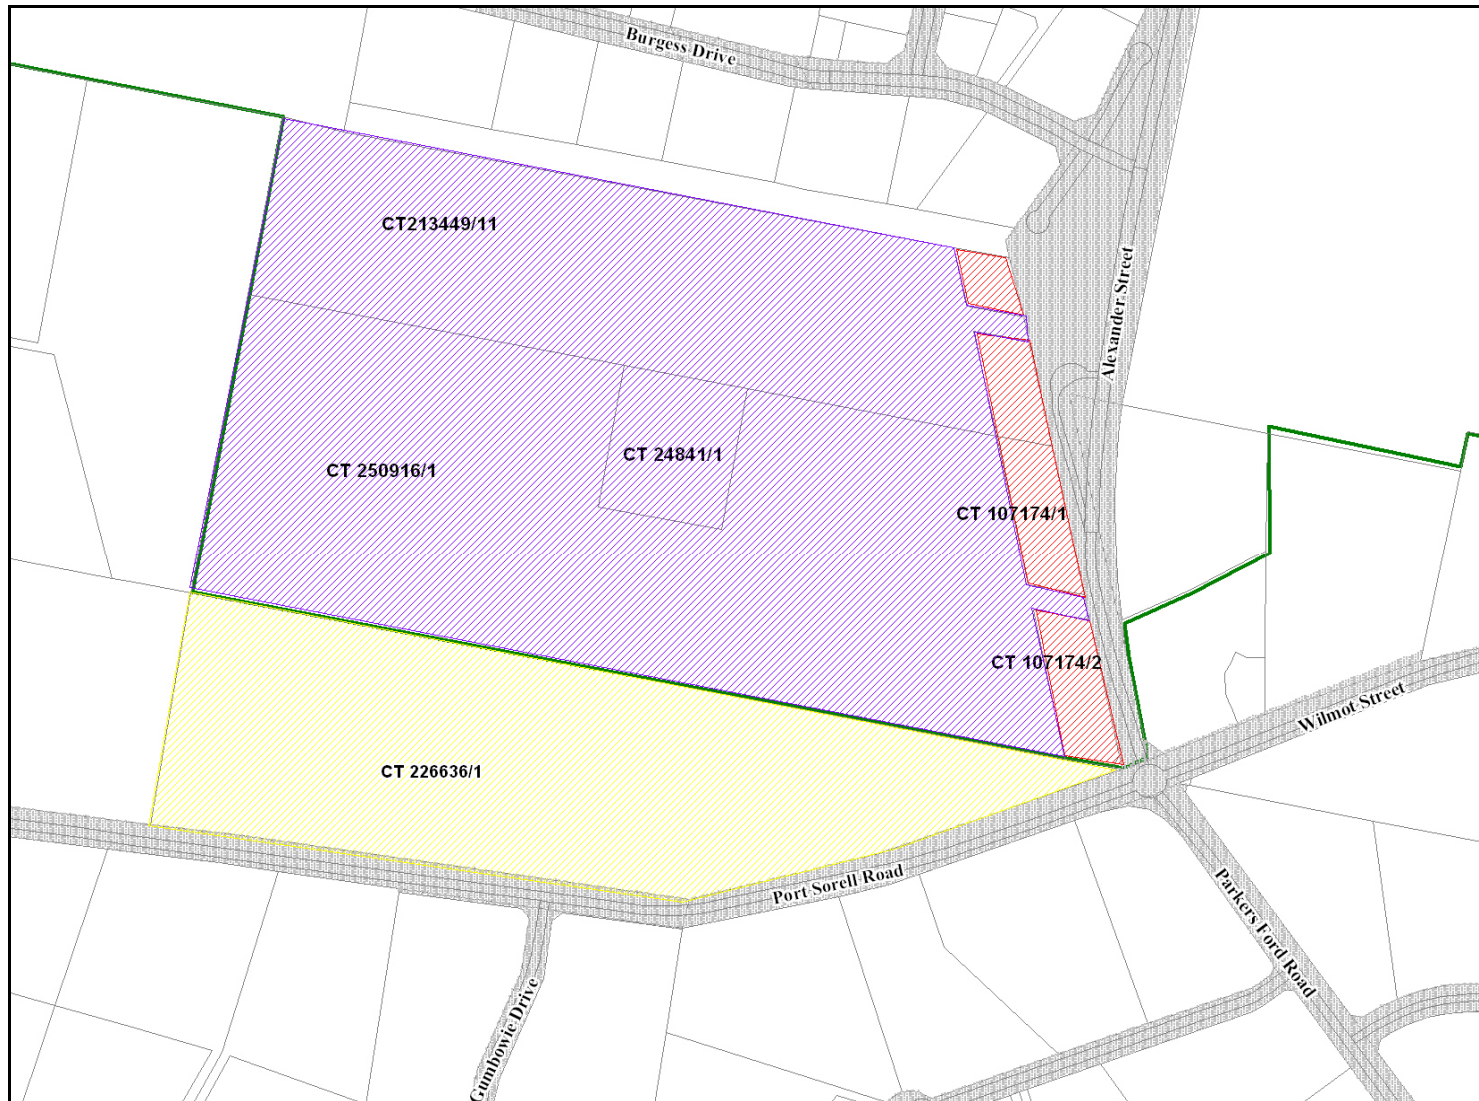 Burgess Drive
CT213449/11
Alexander Street
CT 24841/1
CT 250916/1
CT 107174/1
CT 107174/2
Wilmot Street
CT 226636/1
Port Sorell Road
Parkers Ford Road
Gumbowie Drive